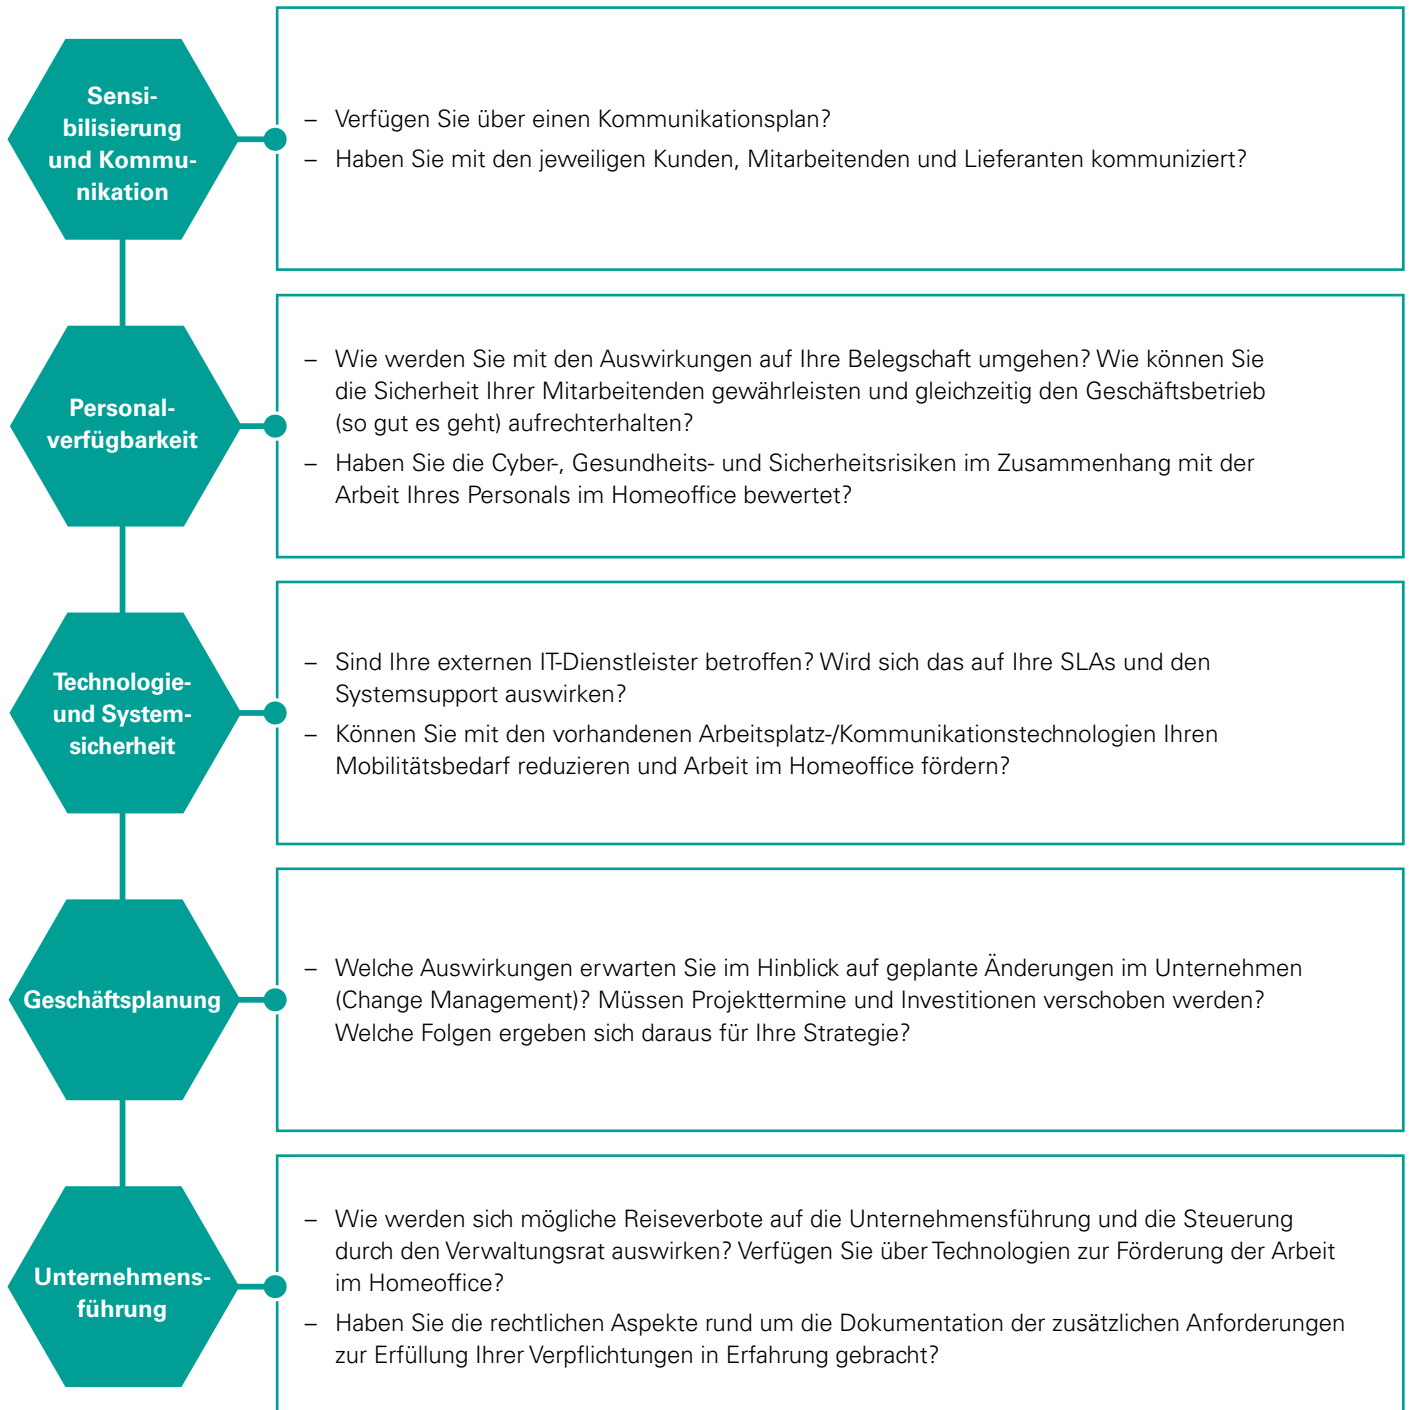 Sensi-
bilisierung
und Kommu-
nikation
– Verfügen Sie über einen Kommunikationsplan?
– Haben Sie mit den jeweiligen Kunden, Mitarbeitenden und Lieferanten kommuniziert?
Personal-
verfügbarkeit
– Wie werden Sie mit den Auswirkungen auf Ihre Belegschaft umgehen? Wie können Sie
die Sicherheit Ihrer Mitarbeitenden gewährleisten und gleichzeitig den Geschäftsbetrieb
(so gut es geht) aufrechterhalten?
– Haben Sie die Cyber-, Gesundheits- und Sicherheitsrisiken im Zusammenhang mit der
Arbeit Ihres Personals im Homeoffice bewertet?
Technologie-
und System-
sicherheit
– Sind Ihre externen IT-Dienstleister betroffen? Wird sich das auf Ihre SLAs und den
Systemsupport auswirken?
– Können Sie mit den vorhandenen Arbeitsplatz-/Kommunikationstechnologien Ihren
Mobilitätsbedarf reduzieren und Arbeit im Homeoffice fördern?
Geschäftsplanung
– Welche Auswirkungen erwarten Sie im Hinblick auf geplante Änderungen im Unternehmen
(Change Management)? Müssen Projekttermine und Investitionen verschoben werden?
Welche Folgen ergeben sich daraus für Ihre Strategie?
Unternehmens-
führung
– Wie werden sich mögliche Reiseverbote auf die Unternehmensführung und die Steuerung
durch den Verwaltungsrat auswirken? Verfügen Sie über Technologien zur Förderung der Arbeit
im Homeoffice?
– Haben Sie die rechtlichen Aspekte rund um die Dokumentation der zusätzlichen Anforderungen
zur Erfüllung Ihrer Verpflichtungen in Erfahrung gebracht?